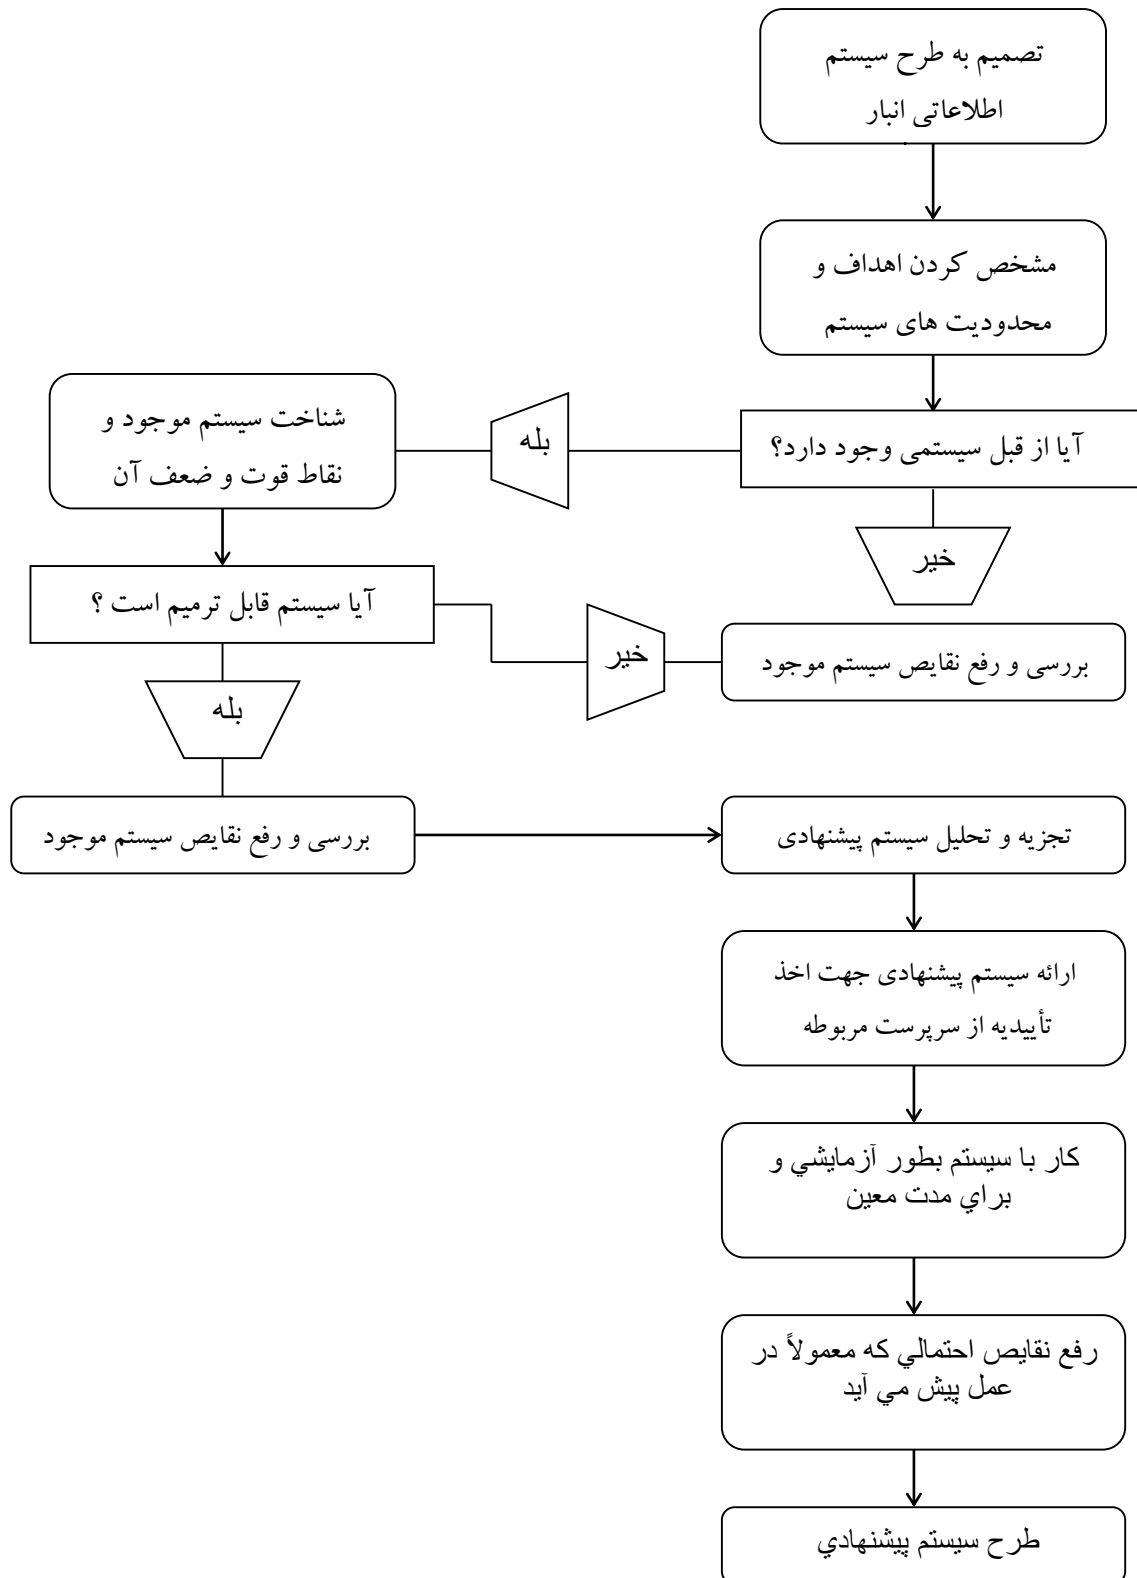 تصمیم به طرح سیستم
اطلاعاتی انبار
مشخص کردن اهداف و
محدودیت های سیستم
آیا از قبل سیستمی وجود دارد؟
بله
شناخت سیستم موجود و
نقاط قوت و ضعف آن
خیر
آیا سیستم قابل ترمیم است ؟
خیر
بررسی و رفع نقایص سیستم موجود
بله
بررسی و رفع نقایص سیستم موجود
تجزیه و تحلیل سیستم پیشنهادی
ارائه سیستم پیشنهادی جهت اخذ
تأییدیه از سرپرست مربوطه
كار با سيستم بطور آزمايشي و
براي مدت معين
رفع نقايص احتمالي كه معمولاً در
عمل پيش مي آيد
طرح سيستم پيشنهادي